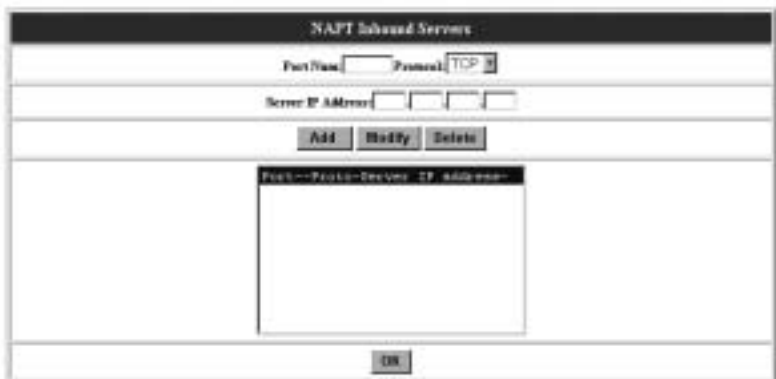 NAPT Inbound Servers
Port Num: Protocol: TCP
Server IP Address: . . .
Add Modify Delete
Port--Proto-Server IP Address-
OK